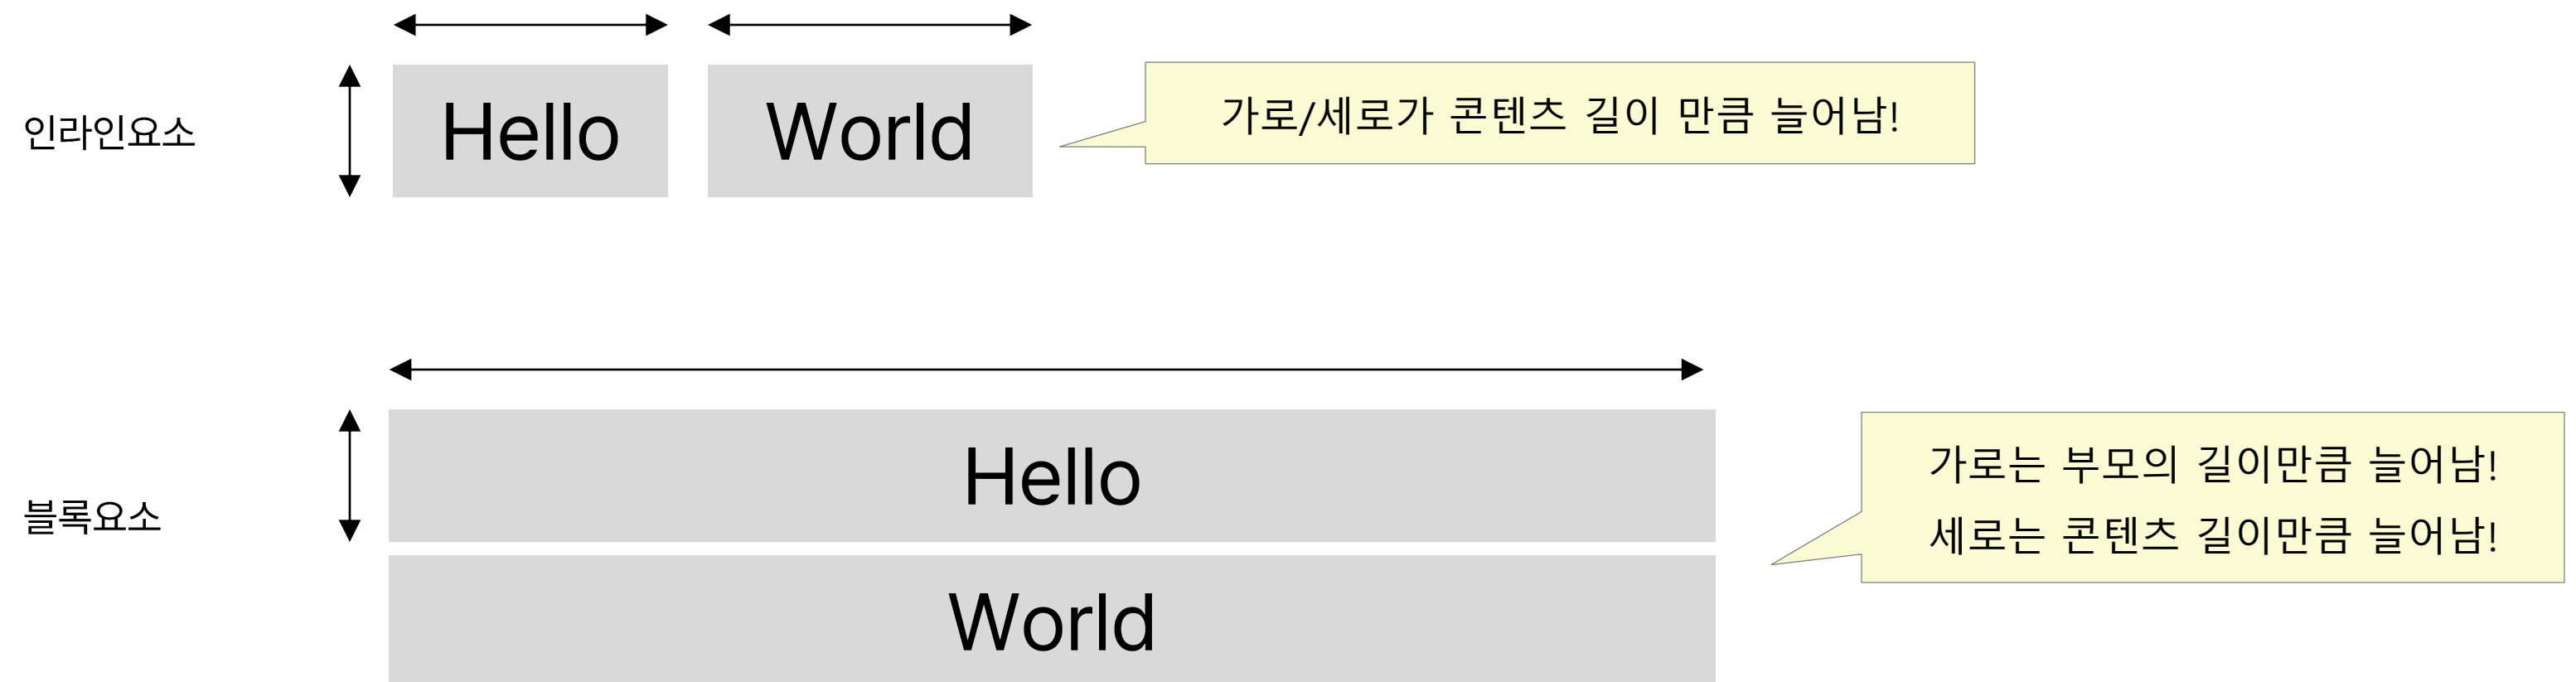 인라인요소
Hello
World
가로/세로가 콘텐츠 길이 만큼 늘어남!
블록요소
Hello
World
가로는 부모의 길이만큼 늘어남!
세로는 콘텐츠 길이만큼 늘어남!